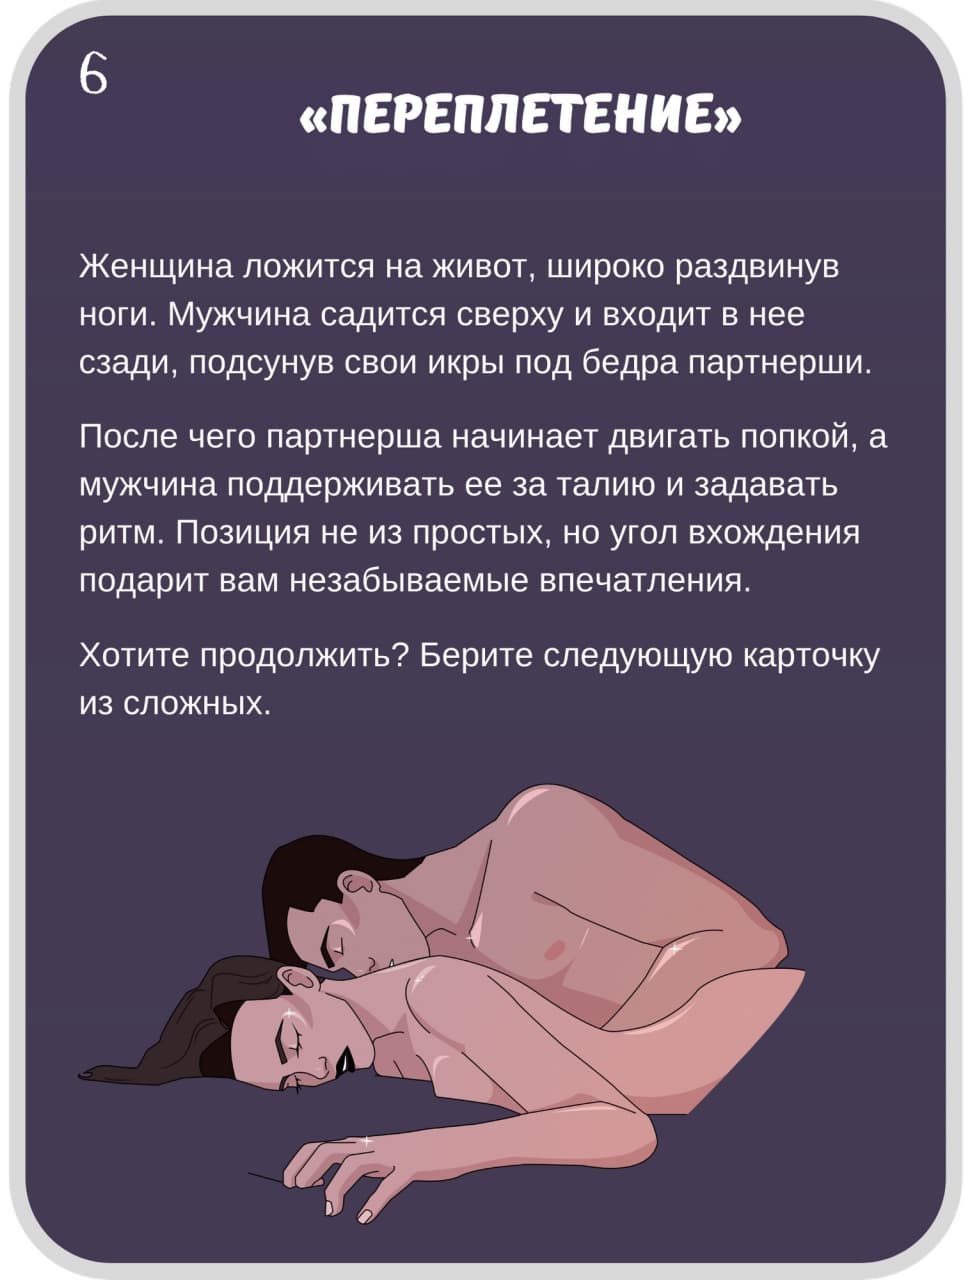 6
«ПЕРЕПЛЕТЕНИЕ»
Женщина ложится на живот, широко раздвинув
ноги. Мужчина садится сверху и входит в нее
сзади, подсунув свои икры под бедра партнерши.
После чего партнерша начинает двигать попкой, а
мужчина поддерживать ее за талию и задавать
ритм. Позиция не из простых, но угол вхождения
подарит вам незабываемые впечатления.
Хотите продолжить? Берите следующую карточку
из сложных.